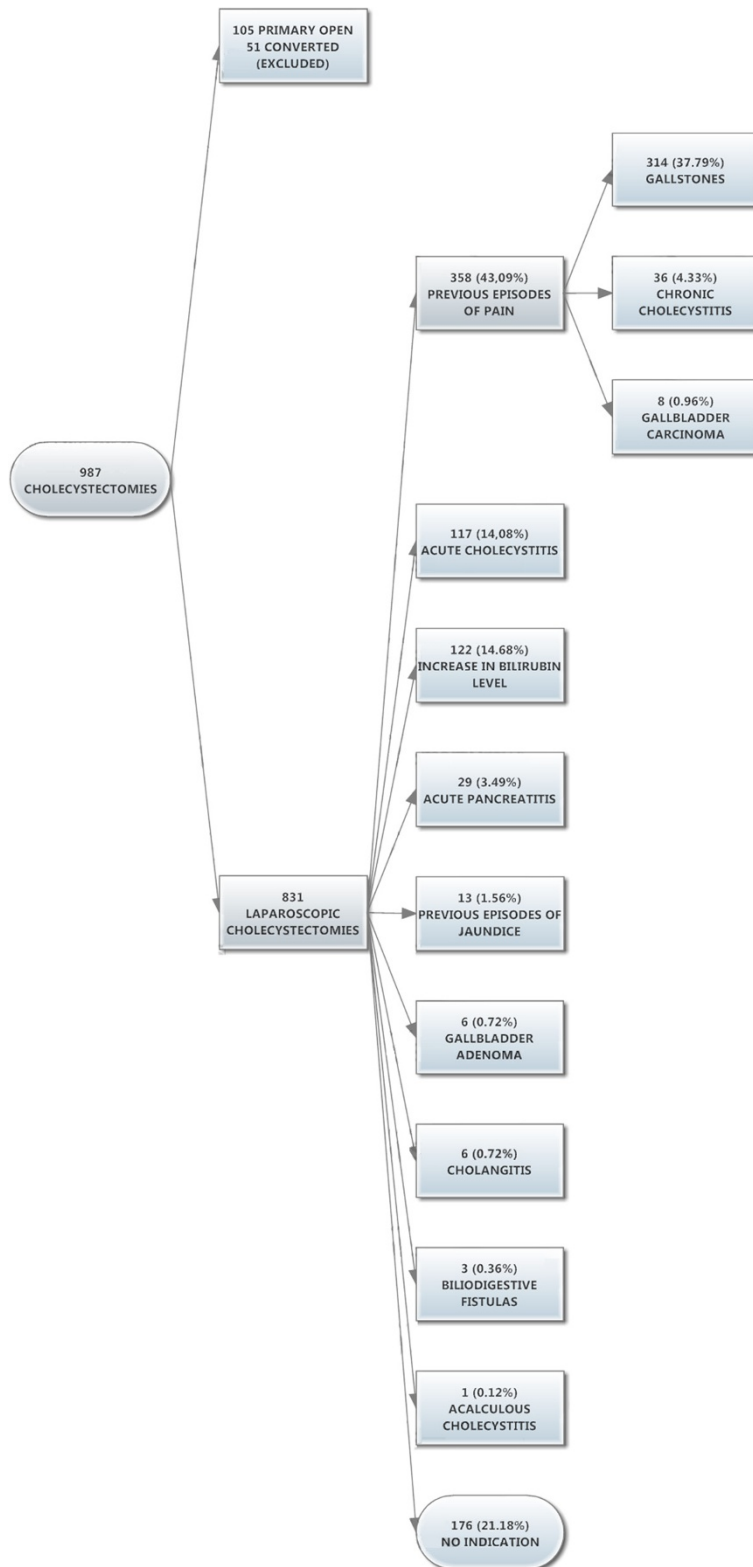 105 PRIMARY OPEN
51 CONVERTED
(EXCLUDED)
314 (37.79%)
GALLSTONES
358 (43,09%)
PREVIOUS EPISODES
OF PAIN
36 (4.33%)
CHRONIC
CHOLECYSTITIS
8 (0.96%)
GALLBLADDER
CARCINOMA
987
CHOLECYSTECTOMIES
117 (14,08%)
ACUTE CHOLECYSTITIS
122 (14.68%)
INCREASE IN BILIRUBIN
LEVEL
29 (3.49%)
ACUTE PANCREATITIS
831
LAPAROSCOPIC
CHOLECYSTECTOMIES
13 (1.56%)
PREVIOUS EPISODES OF
JAUNDICE
6 (0.72%)
GALLBLADDER
ADENOMA
6 (0.72%)
CHOLANGITIS
3 (0.36%)
BILIODIGESTIVE
FISTULAS
1 (0.12%)
ACALCULOUS
CHOLECYSTITIS
176 (21.18%)
NO INDICATION